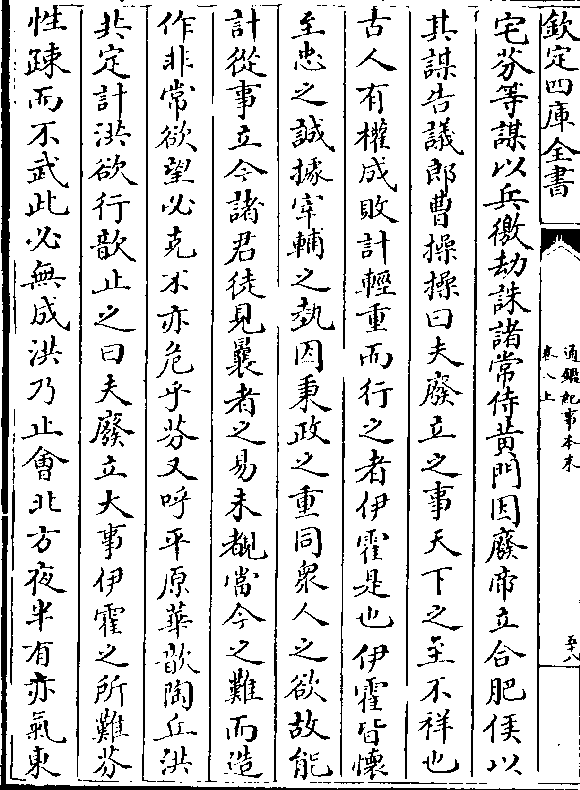 欽定四庫全書
通鑑紀事本末
卷八上
五十八
宅芬等謀以兵徼劫誅諸常侍黄門因廢帝立合肥侯以
其謀告議郎曹操操曰夫廢立之事天下之至不祥也
古人有權成敗計輕重而行之者伊霍是也伊霍皆懷
至忠之誠據宰輔之埶因秉政之重同衆人之欲故能
計從事立今諸君徒見曩者之易未覩當今之難而造
作非常欲望必克不亦危乎芬又呼平原華歆陶丘洪
共定計洪欲行歆止之曰夫廢立大事伊霍之所難芬
性疎而不武此必無成洪乃止會北方夜半有赤氣東